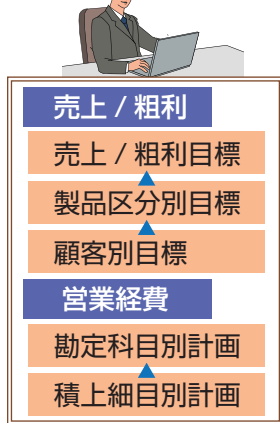 売上 / 粗利
売上 / 粗利目標
製品区分別目標
顧客別目標
営業経費
勘定科目別計画
積上細目別計画